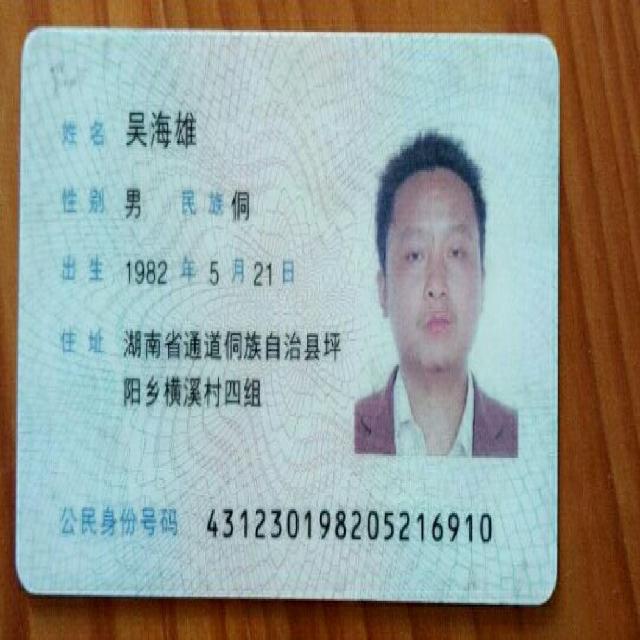 姓名 吴海雄
性别 男 民族 侗
出生 1982 年 5 月 21 日
住址 湖南省通道侗族自治县坪
阳乡横溪村四组
公民身份号码 431230198205216910